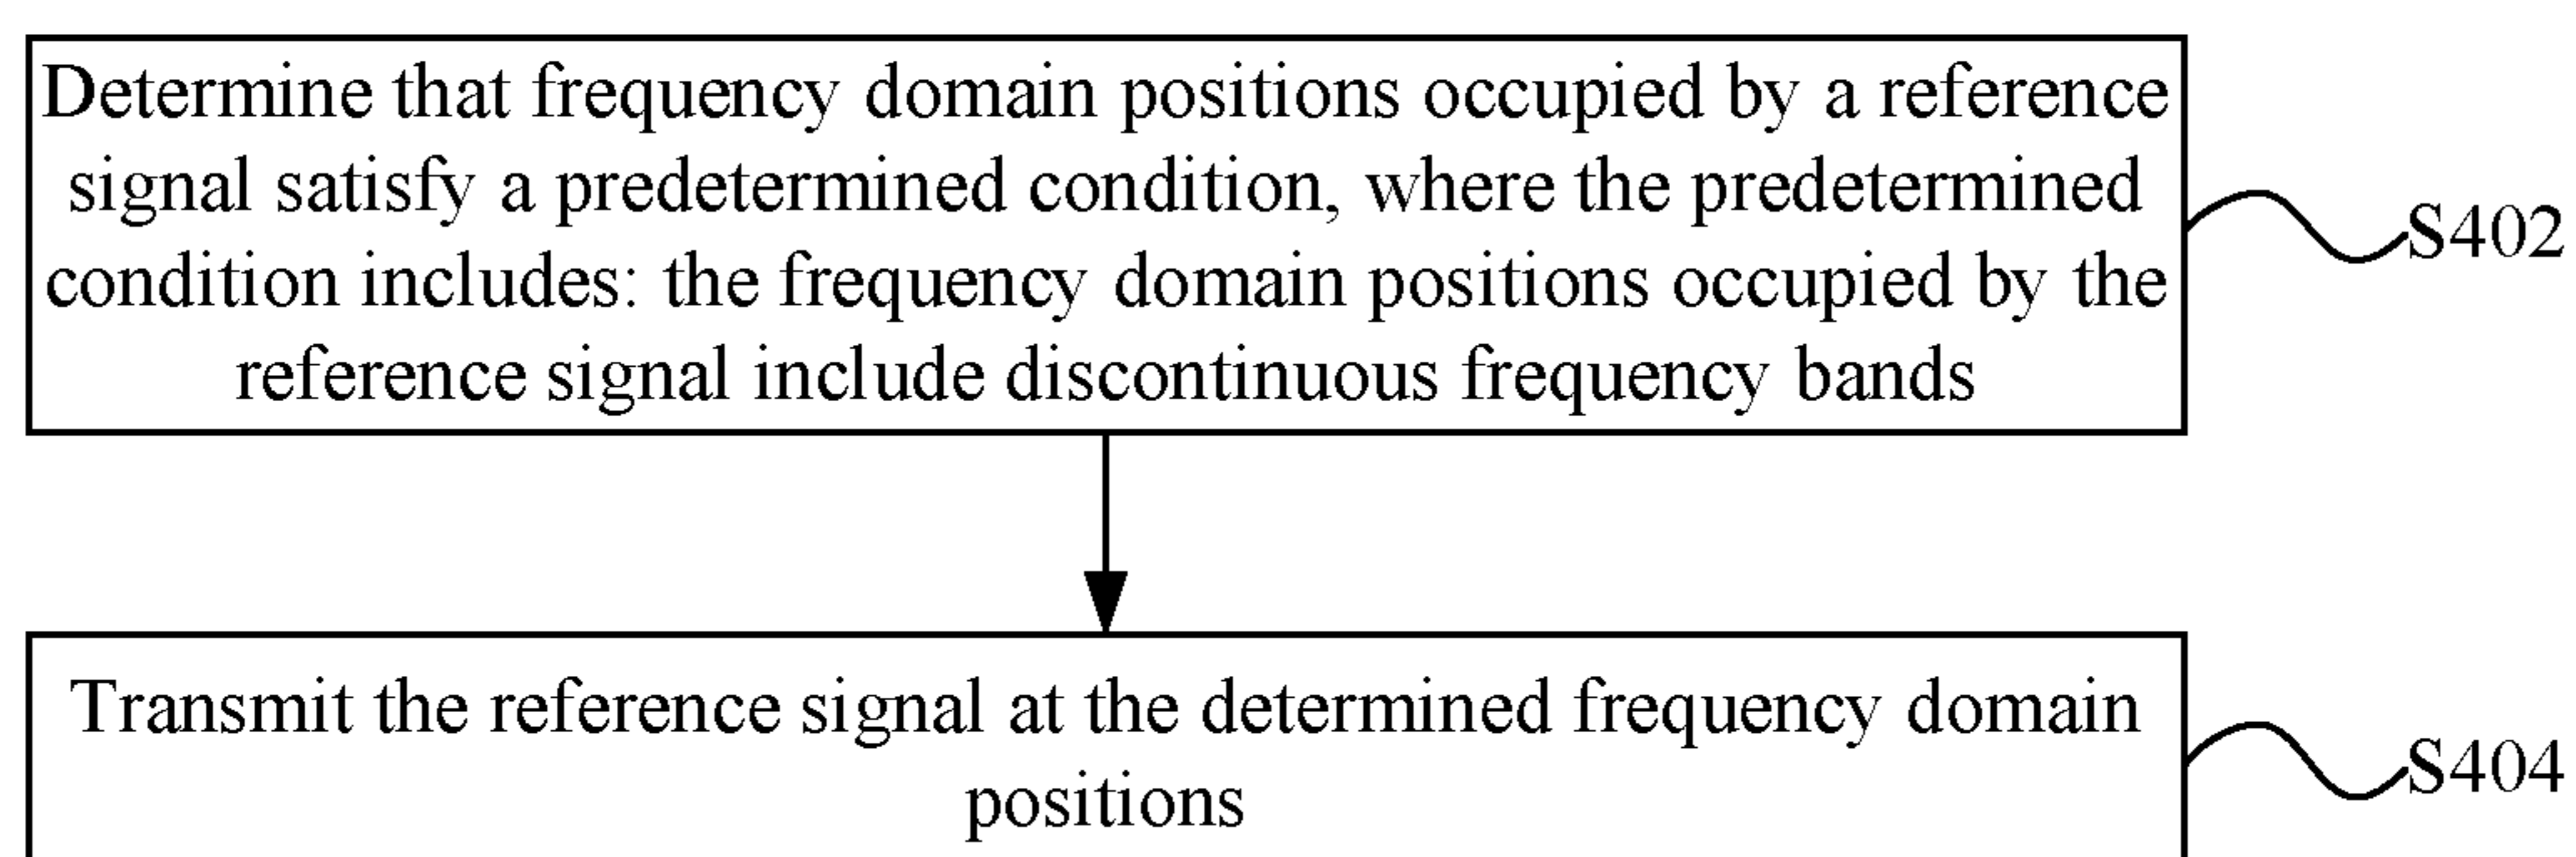 Determine that frequency domain positions occupied by a reference
signal satisfy a predetermined condition, where the predetermined
condition includes: the frequency domain positions occupied by the
reference signal include discontinuous frequency bands
S402
Transmit the reference signal at the determined frequency domain
positions
S404